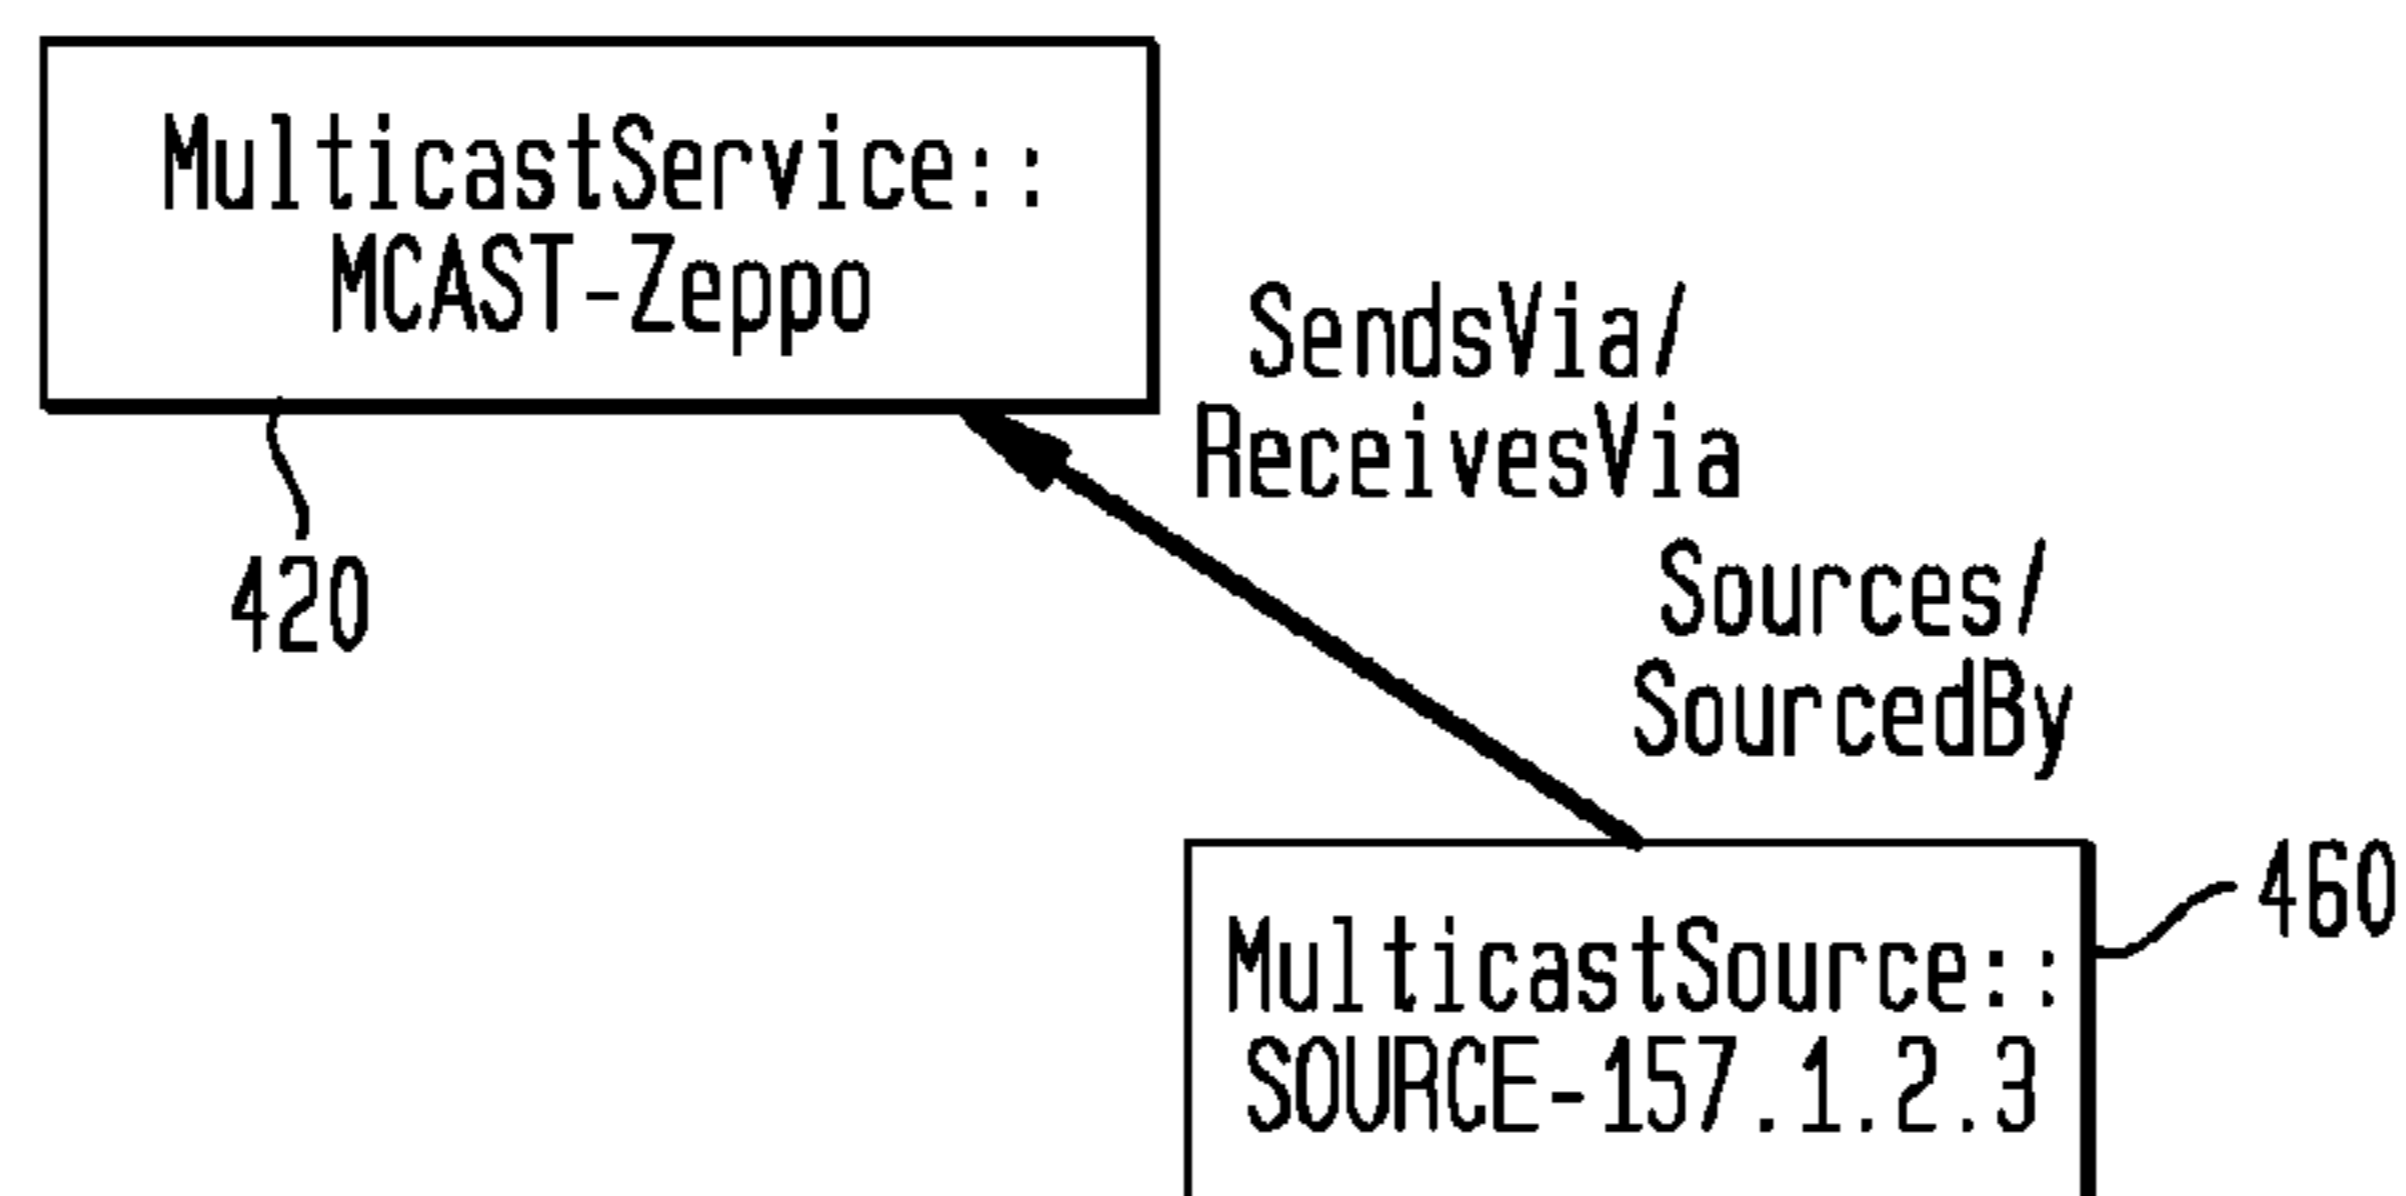 MulticastService::
MCAST-Zeppo
SendsVia/
ReceivesVia
420
Sources/
SourcedBy
460
MulticastSource::
SOURCE-157.1.2.3